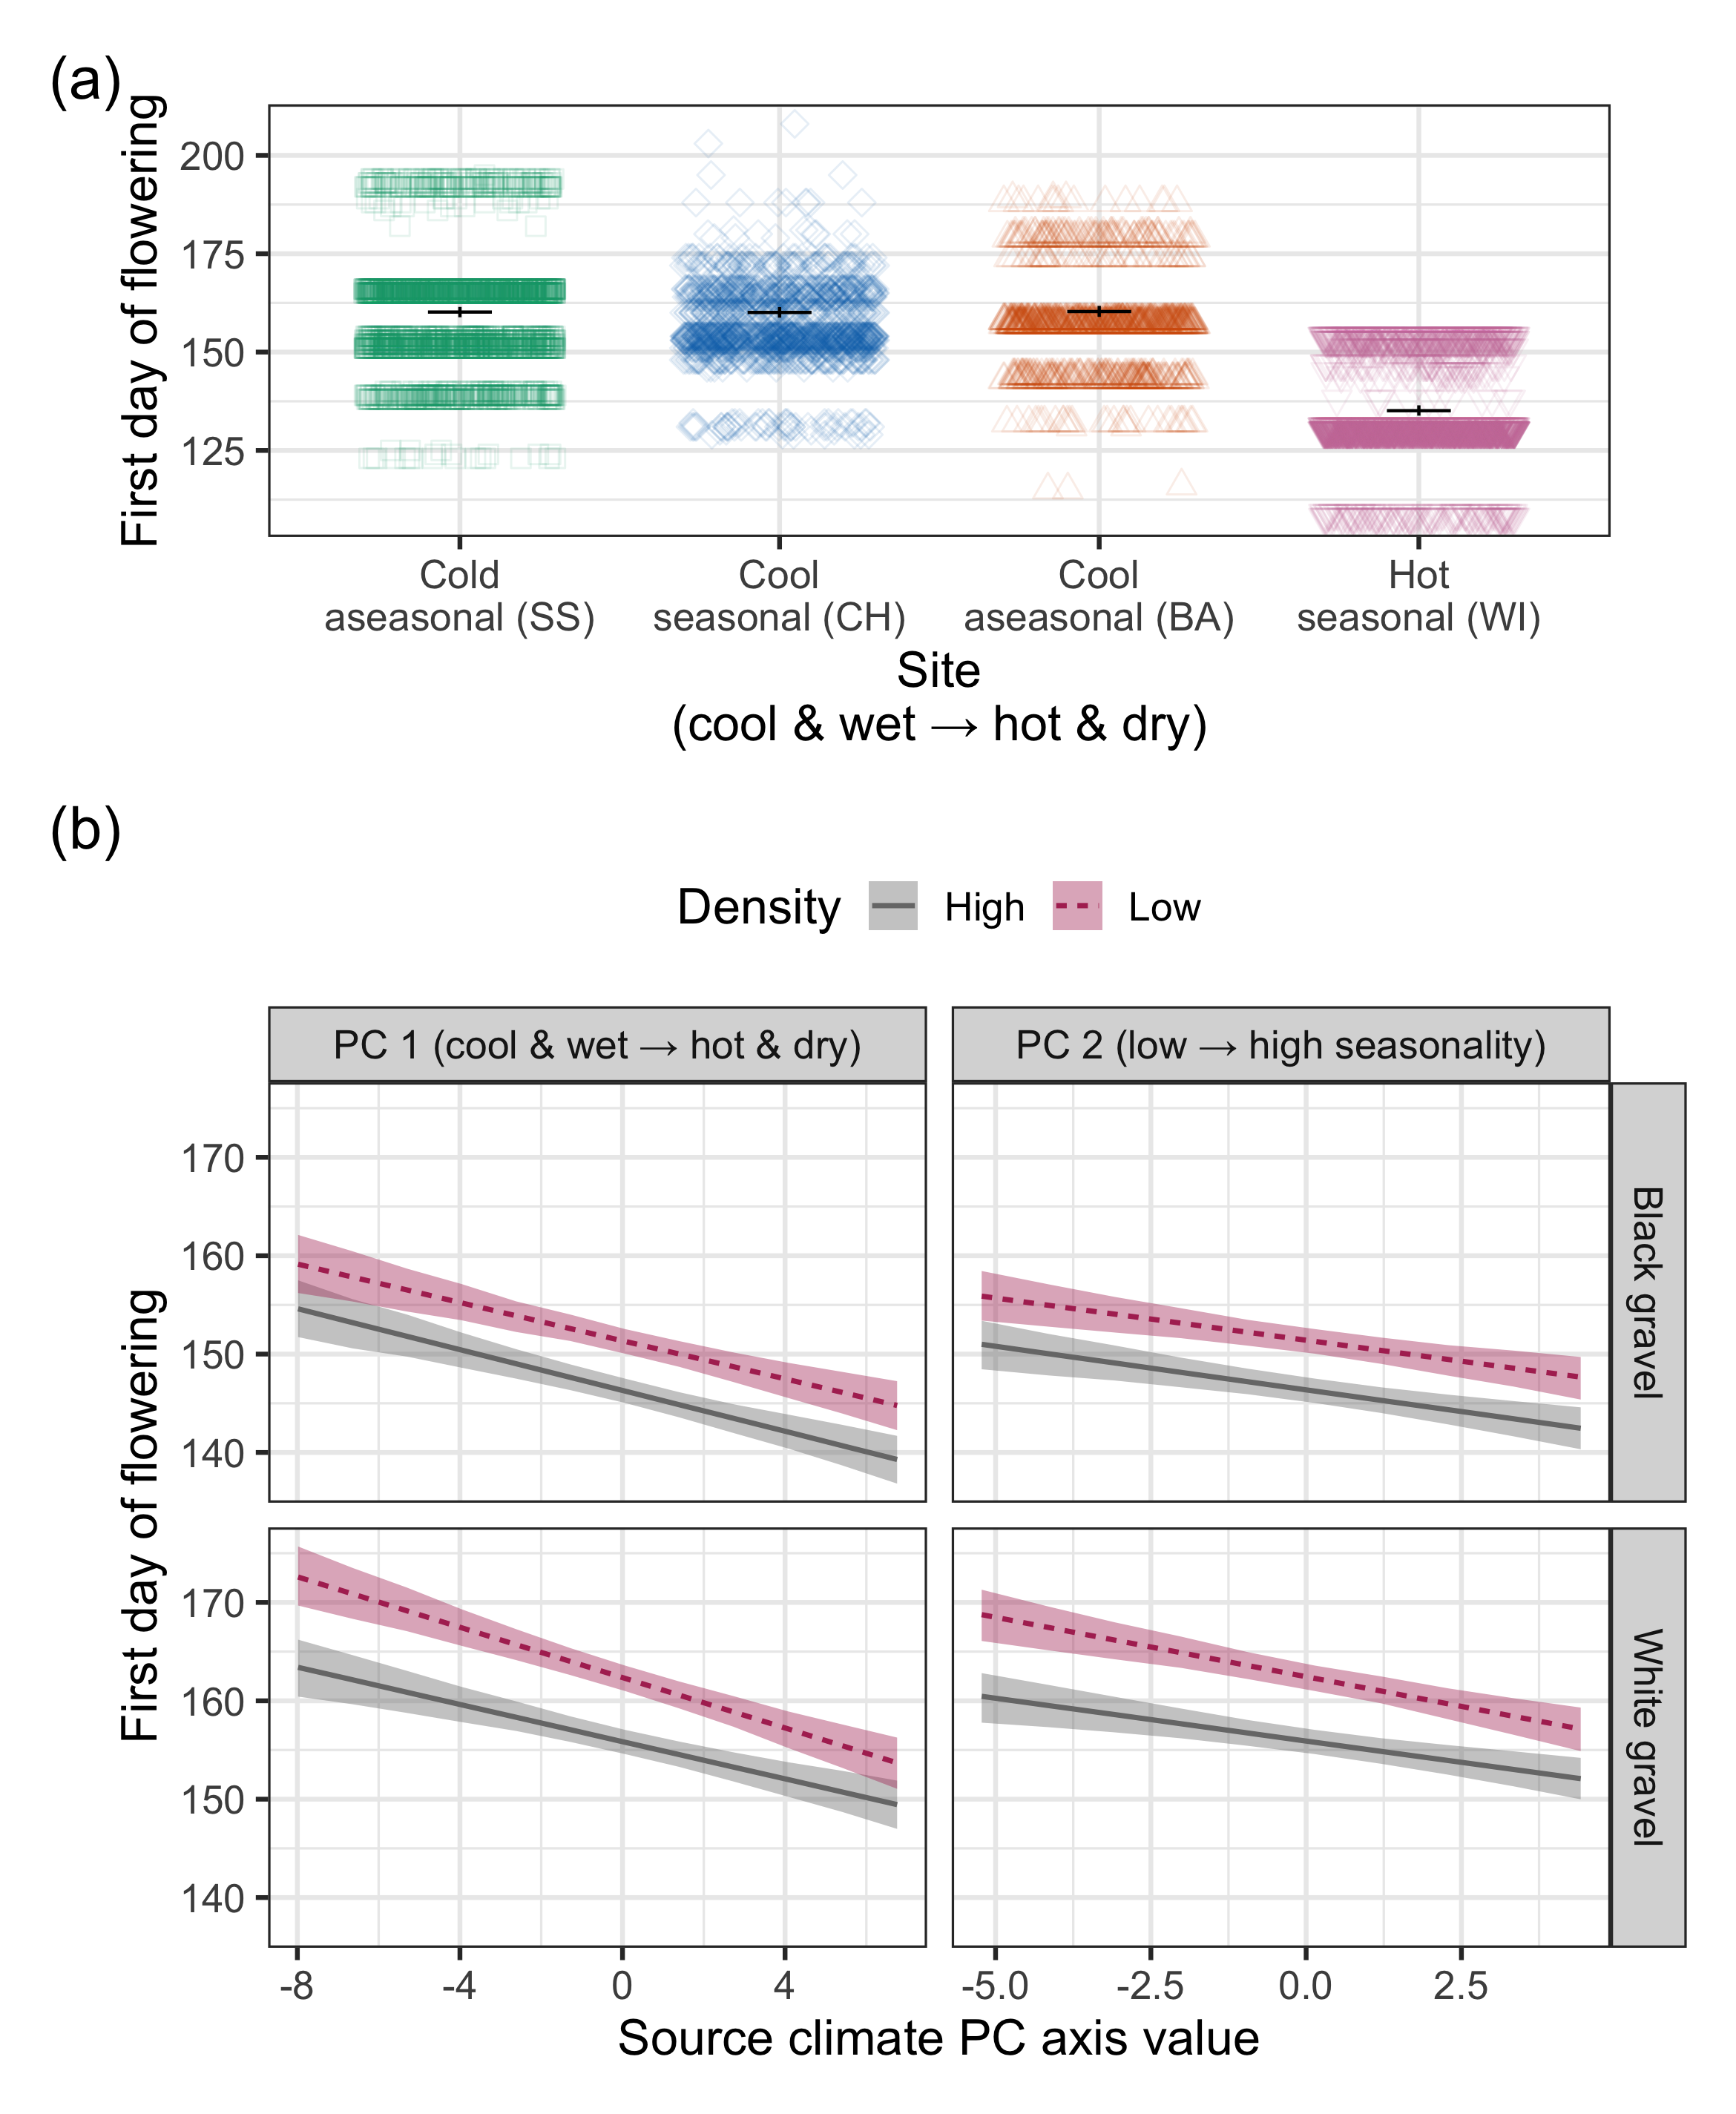 (a)
First day of flowering
200
175
150
125
Cold
aseasonal (SS)
Cool
seasonal (CH)
Cool
aseasonal (BA)
Hot
seasonal (WI)
Site
(cool & wet → hot & dry)
(b)
Density High Low
PC 1 (cool & wet → hot & dry)
PC 2 (low → high seasonality)
First day of flowering
170
160
150
140
Black gravel
170
160
150
140
White gravel
-8 -4 0 4
-5.0 -2.5 0.0 2.5
Source climate PC axis value